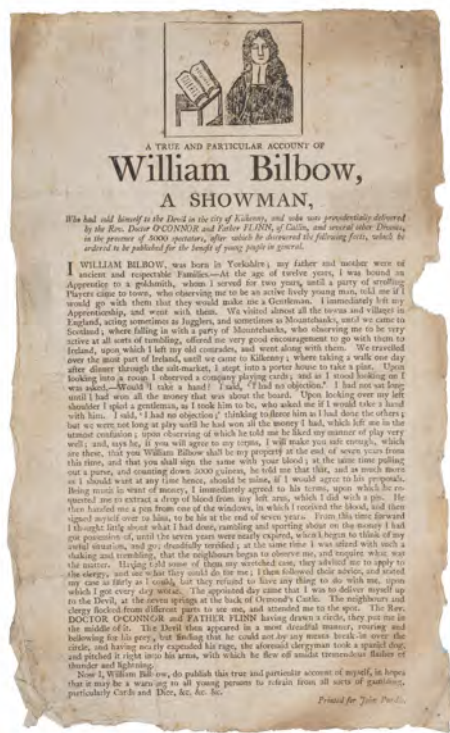 A TRUE AND PARTICULAR ACCOUNT OF
William Bilbow,
A SHOWMAN,
Who had sold himself to the Devil in the city of Kilkenny, and who was providentially delivered
by the Rev. Doctor O'CONNOR and Father FLINN, of Callin, and several other Divines,
in the presence of 5000 spectators, after which he discovered the following facts, which he
ordered to be published for the benefit of young people in general.
I WILLIAM BILBOW, was born in Yorkshire; my father and mother were of
ancient and respectable Families.—At the age of twelve years, I was bound an
Apprentice to a goldsmith, whom I served for two years, until a party of strolling
Players came to town, who observing me to be an active lively young man, told me if I
would go with them that they would make me a Gentleman. I immediately left my
Apprenticeship, and went with them. We visited almost all the towns and villages in
England, acting sometimes as Jugglers, and sometimes as Mountebanks, until we came to
Scotland; where falling in with a party of Mountebanks, who observing me to be very
active at all sorts of tumbling, offered me very good encouragement to go with them to
Ireland, upon which I left my old comrades, and went along with them. We travelled
over the most part of Ireland, until we came to Kilkenny; where taking a walk one day
after dinner through the salt-market, I stept into a porter house to take a pint. Upon
looking into a room I observed a company playing cards; and as I stood looking on I
was asked,—Would I take a hand? I said, "I had no objection." I had not sat long
until I had won all the money that was about the board. Upon looking over my left
shoulder I spied a gentleman, as I took him to be, who asked me if I would take a hand
with him. I said, "I had no objection;" thinking to fleece him as I had done the others;
but we were not long at play until he had won all the money I had, which left me in the
utmost confusion; upon observing of which he told me he liked my manner of play very
well; and, says he, if you will agree to my terms, I will make you safe enough, which
are these, that you William Bilbow shall be my property at the end of seven years from
this time, and that you shall sign the same with your blood; at the same time pulling
out a purse, and counting down 5000 guineas, he told me that this, and as much more
as I should want at any time hence, should be mine, if I would agree to his proposals.
Being much in want of money, I immediately agreed to his terms, upon which he re-
quested me to extract a drop of blood from my left arm, which I did with a pin. He
then handed me a pen from one of the windows, in which I received the blood, and then
signed myself over to him, to be his at the end of seven years. From this time forward
I thought little about what I had done, rambling and sporting about on the money I had
got possession of, until the seven years were nearly expired, when I began to think of my
awful situation, and got dreadfully terrified; at the same time I was seized with such a
shaking and trembling, that the neighbours began to observe me, and enquire what was
the matter. Having told some of them my wretched case, they advised me to apply to
the clergy, and see what they could do for me; I then followed their advice, and stated
my case as fairly as I could, but they refused to have any thing to do with me, upon
which I got every day worse. The appointed day came that I was to deliver myself up
to the Devil, at the seven springs at the back of Ormond's Castle. The neighbours and
clergy flocked from different parts to see me, and attended me to the spot. The Rev.
DOCTOR O'CONNOR and FATHER FLINN having drawn a circle, they put me in
the middle of it. The Devil then appeared in a most dreadful manner, roaring and
bellowing for his prey, but finding that he could not by any means break in over the
circle, and having nearly expended his rage, the aforesaid clergyman took a spaniel dog,
and pitched it right into his arms, with which he flew off amidst tremendous flashes of
thunder and lightning.
Now I, William Bilbow, do publish this true and particular account of myself, in hopes
that it may be a warning to all young persons to refrain from all sorts of gambling,
particularly Cards and Dice, &c. &c. &c.
Printed for John